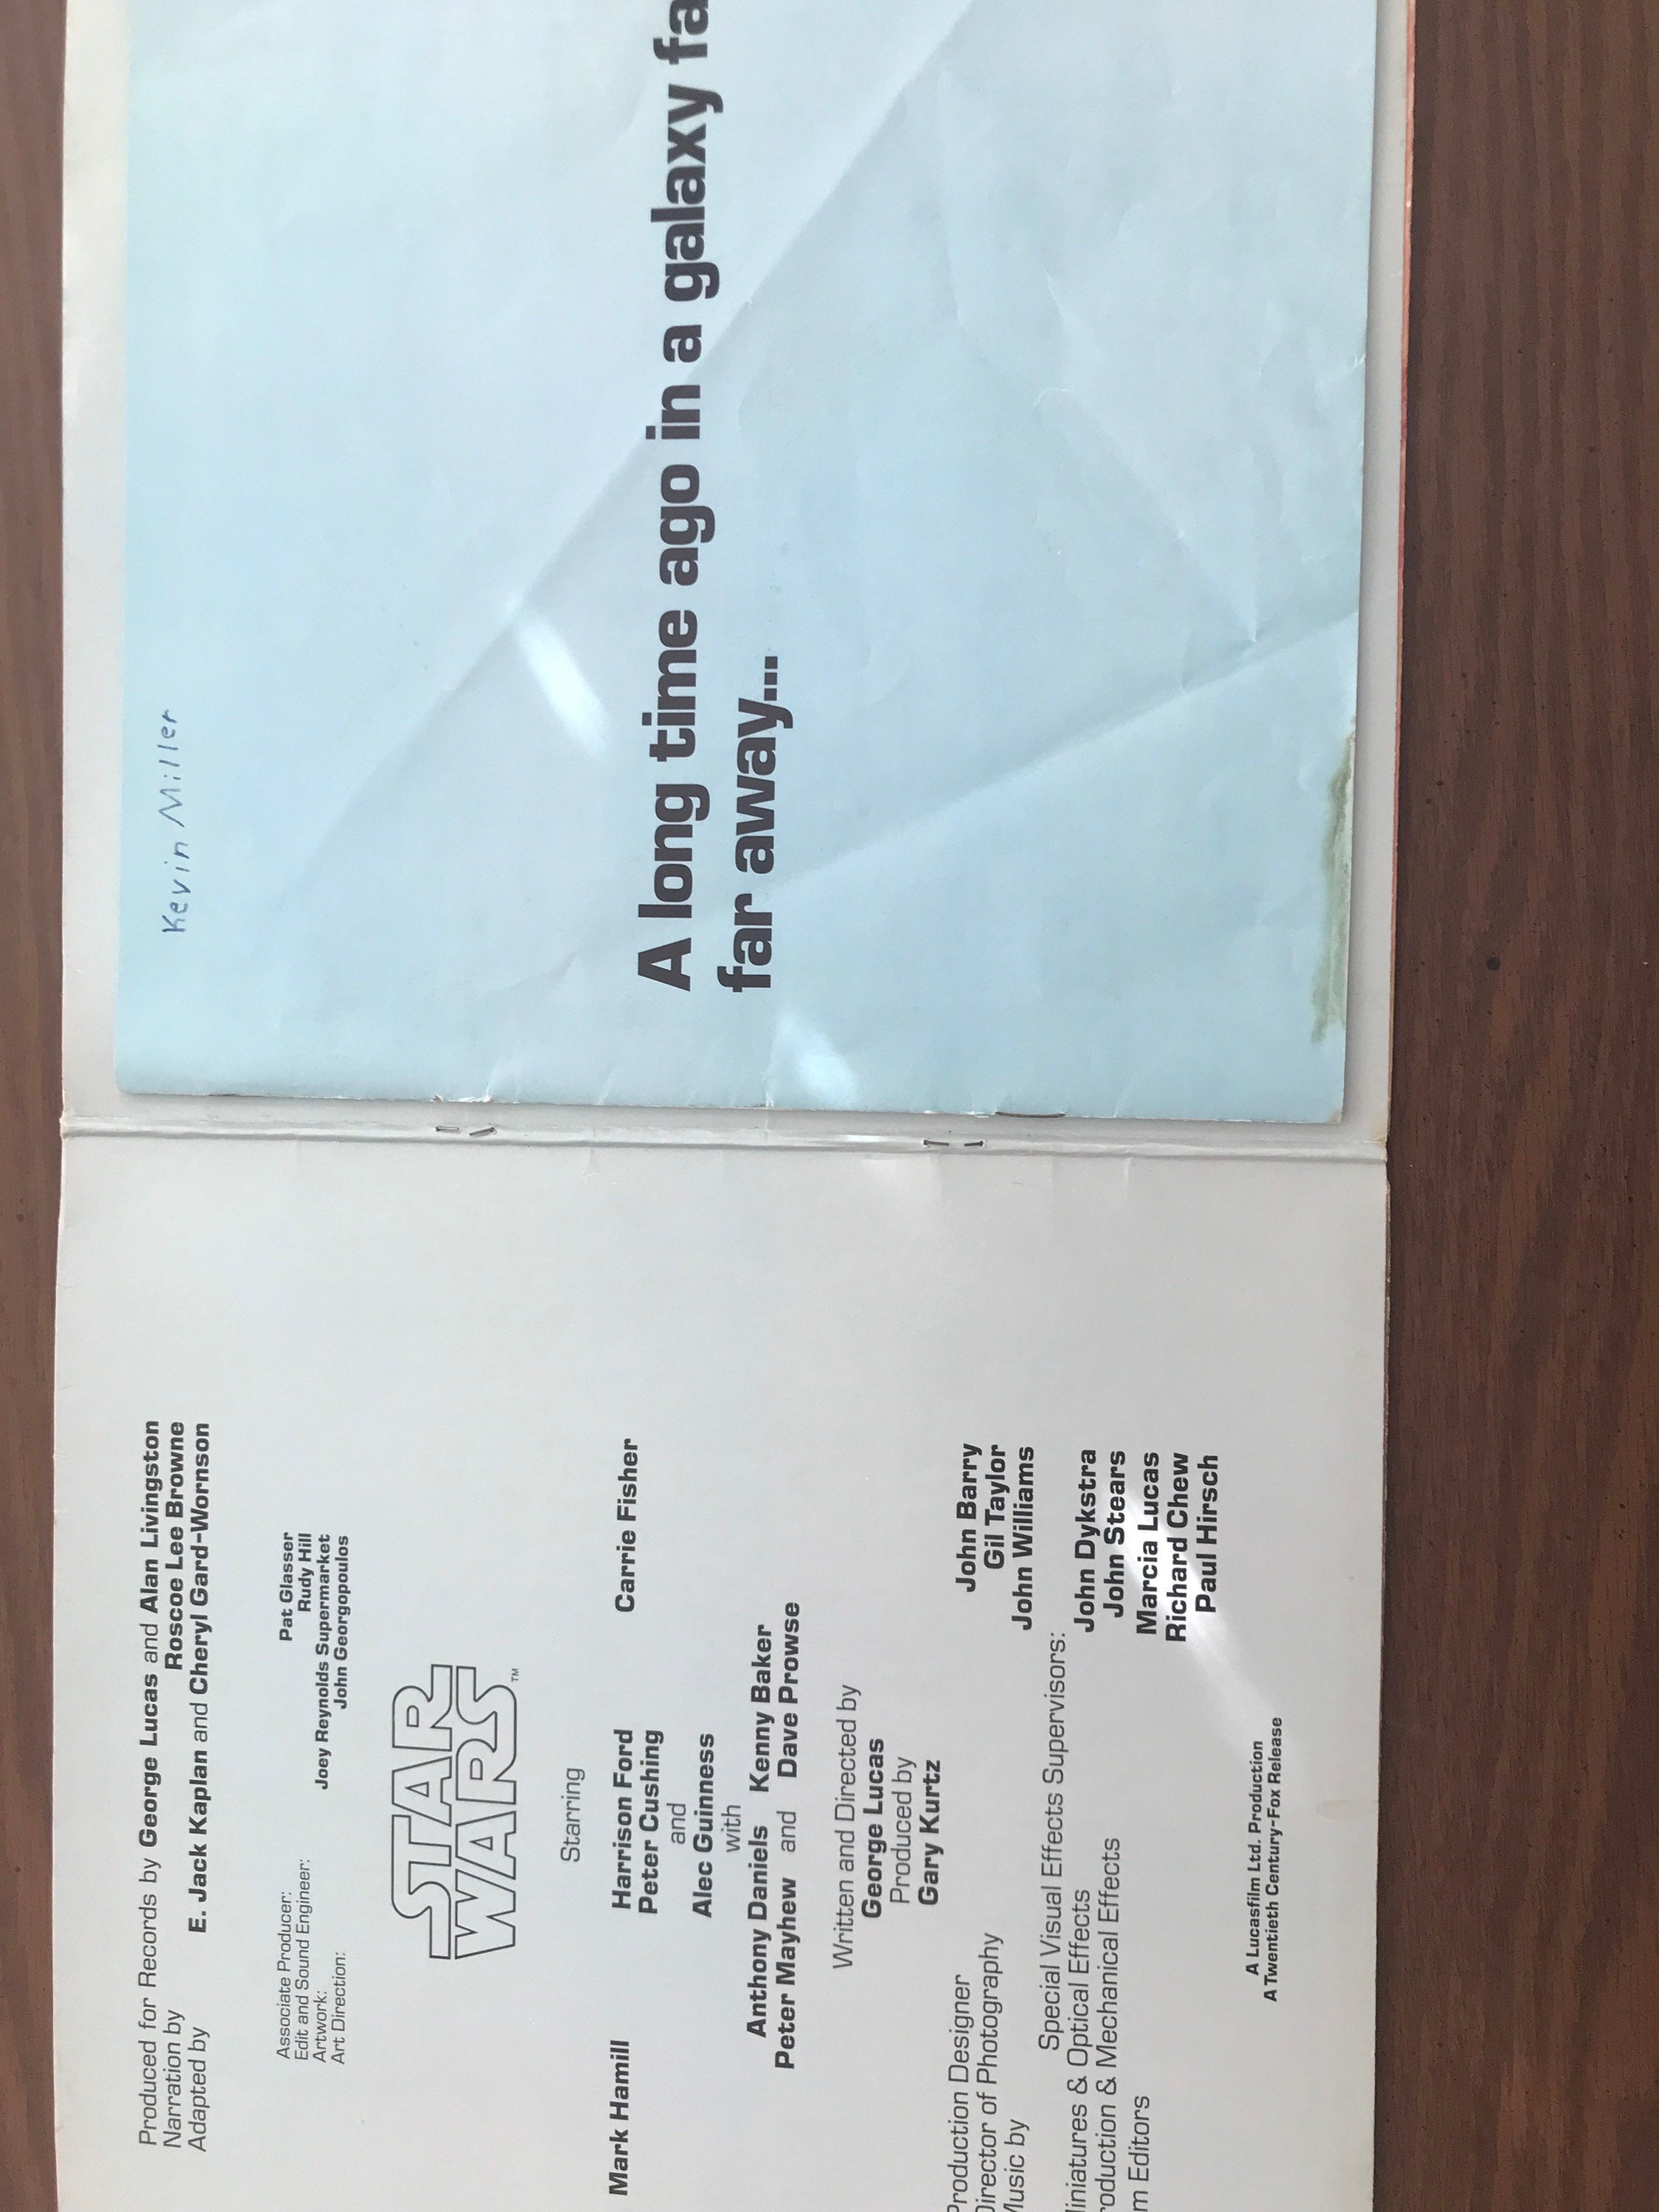 Produced for Records by George Lucas and Alan Livingston
Narration by Roscoe Lee Browne
Adapted by E. Jack Kaplan and Cheryl Gard-Wornson
Associate Producer: Pat Glasser
Edit and Sound Engineer: Rudy Hill
Artwork: Joey Reynolds Supermarket
Art Direction: John Georgopoulos
STAR
WARS TM
Starring
Mark Hamill Harrison Ford Carrie Fisher
Peter Cushing
and
Alec Guinness
with
Anthony Daniels Kenny Baker
Peter Mayhew and Dave Prowse
Written and Directed by
George Lucas
Produced by
Gary Kurtz
Production Designer John Barry
Director of Photography Gil Taylor
Music by John Williams
Special Visual Effects Supervisors:
Miniatures & Optical Effects John Dykstra
roduction & Mechanical Effects John Stears
m Editors Marcia Lucas
Richard Chew
Paul Hirsch
A Lucasfilm Ltd. Production
A Twentieth Century-Fox Release
Kevin Miller
A long time ago in a galaxy fa
far away...